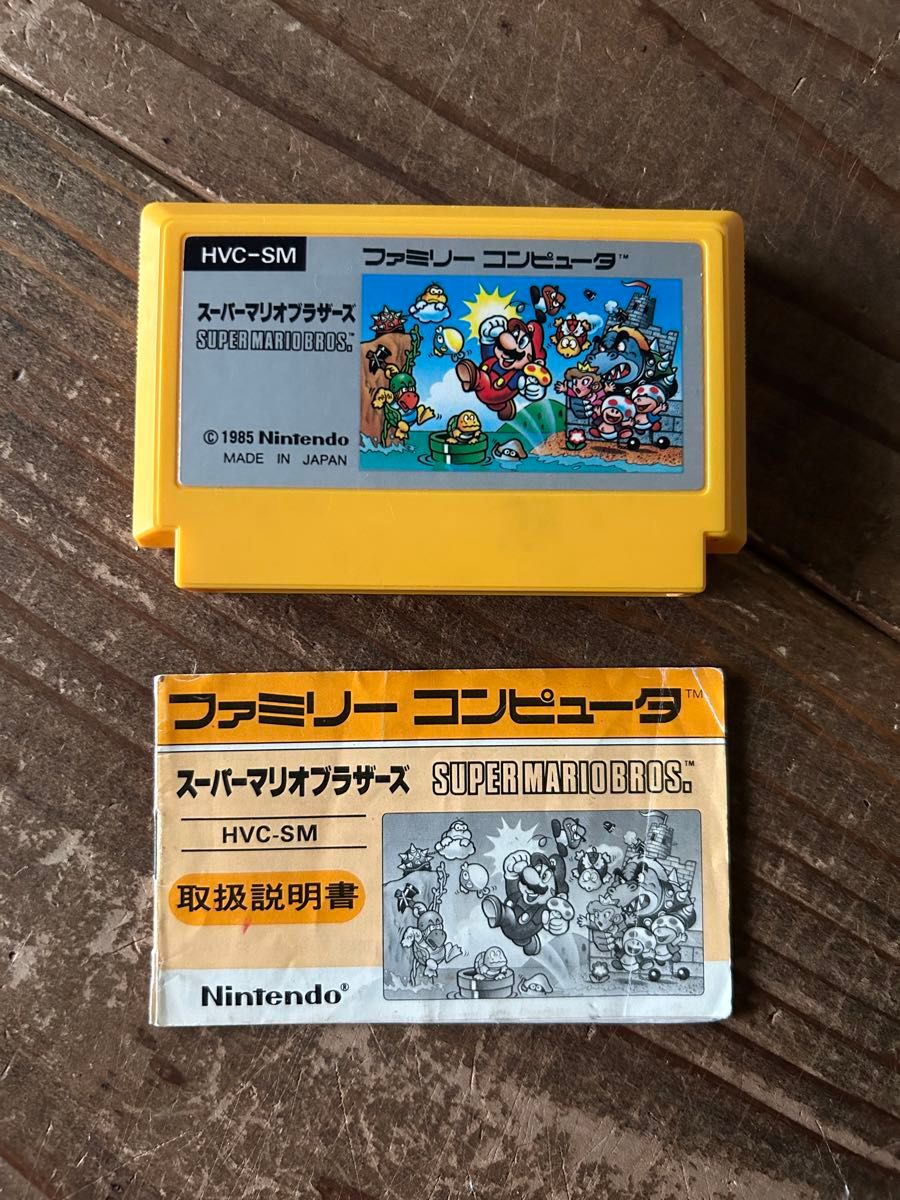 HVC-SM
ファミリー コンピュータ™
スーパーマリオブラザーズ
SUPER MARIO BROS.™
©1985 Nintendo
MADE IN JAPAN
ファミリー コンピュータ™
スーパーマリオブラザーズ SUPER MARIO BROS.™
HVC-SM
取扱説明書
Nintendo®